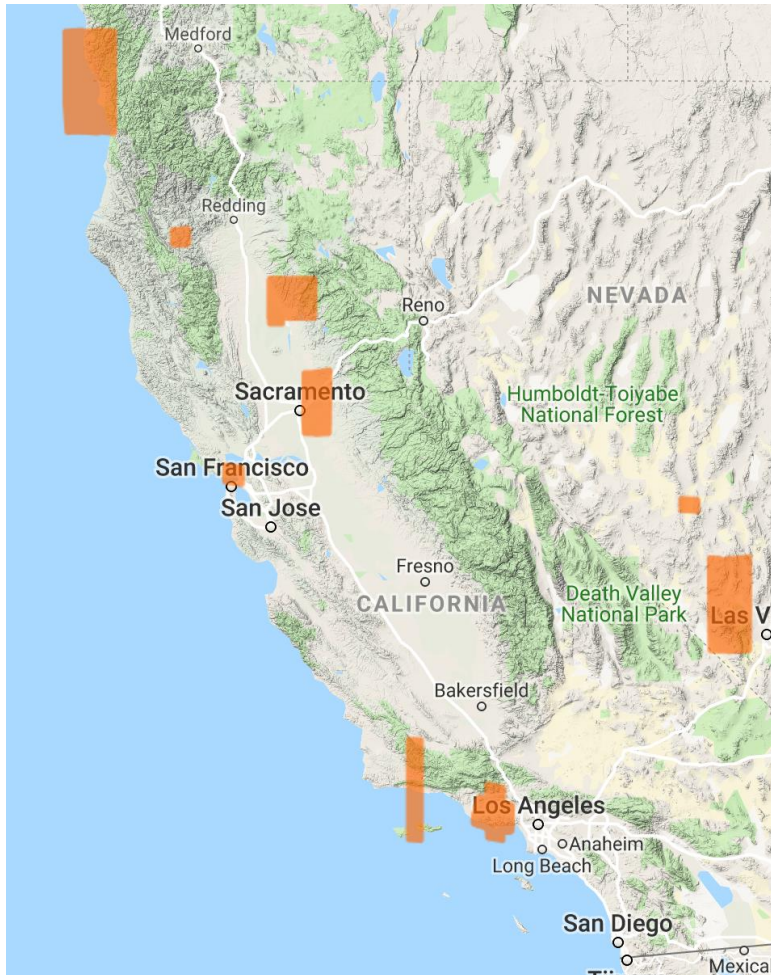 Medford
Redding
Reno
NEVADA
Sacramento
Humboldt-Toiyabe
National Forest
San Francisco
San Jose
Fresno
CALIFORNIA
Death Valley
National Park
Las V
Bakersfield
Los Angeles
Anaheim
Long Beach
San Diego
Mexica